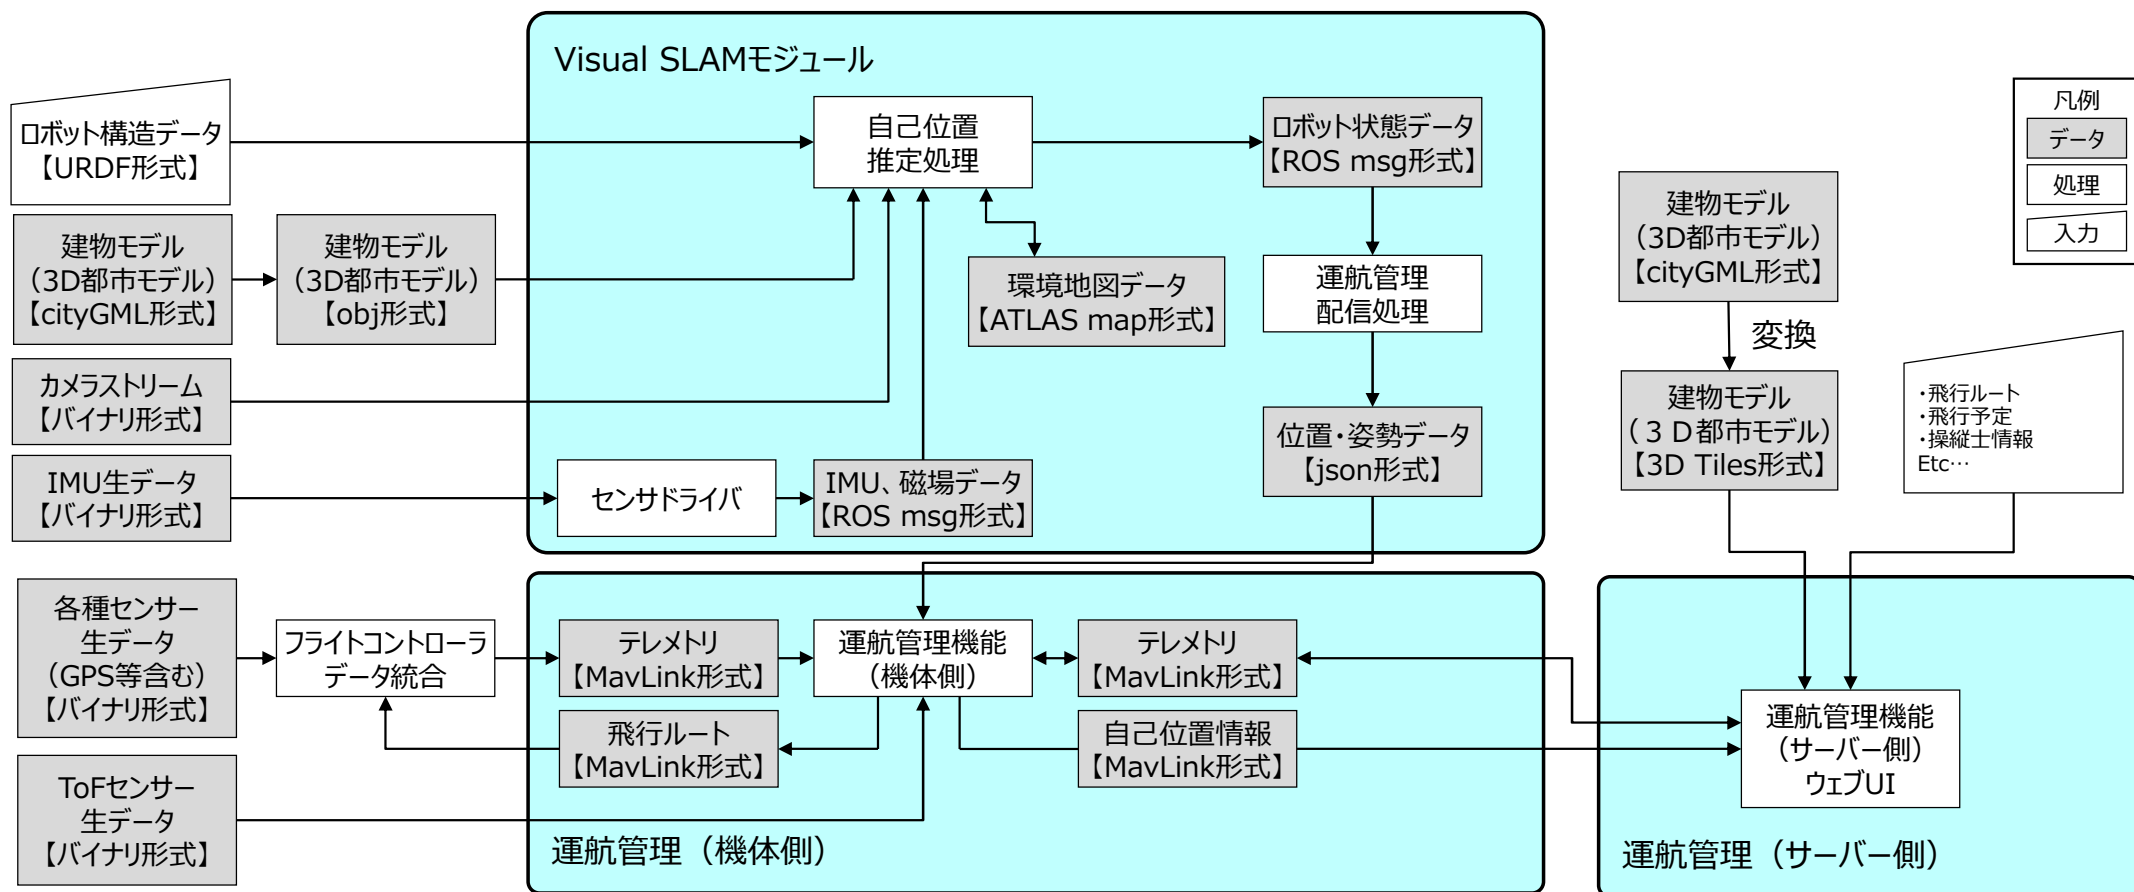 Visual SLAMモジュール
ロボット構造データ
【URDF形式】
自己位置
推定処理
ロボット状態データ
【ROS msg形式】
建物モデル
（3D都市モデル）
【cityGML形式】
建物モデル
（3D都市モデル）
【obj形式】
環境地図データ
【ATLAS map形式】
運航管理
配信処理
カメラストリーム
【バイナリ形式】
位置・姿勢データ
【json形式】
IMU生データ
【バイナリ形式】
センサドライバ
IMU、磁場データ
【ROS msg形式】
凡例
データ
処理
入力
建物モデル
（3D都市モデル）
【cityGML形式】
変換
建物モデル
（３Ｄ都市モデル）
【3D Tiles形式】
・飛行ルート
・飛行予定
・操縦士情報
Etc…
各種センサー
生データ
（GPS等含む）
【バイナリ形式】
フライトコントローラ
データ統合
テレメトリ
【MavLink形式】
運航管理機能
（機体側）
テレメトリ
【MavLink形式】
飛行ルート
【MavLink形式】
自己位置情報
【MavLink形式】
ToFセンサー
生データ
【バイナリ形式】
運航管理（機体側）
運航管理機能
（サーバー側）
ウェブUI
運航管理（サーバー側）